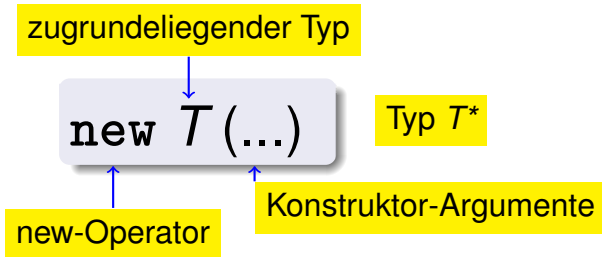 zugrundeliegender Typ
new T (...)
Typ T*
Konstruktor-Argumente
new-Operator